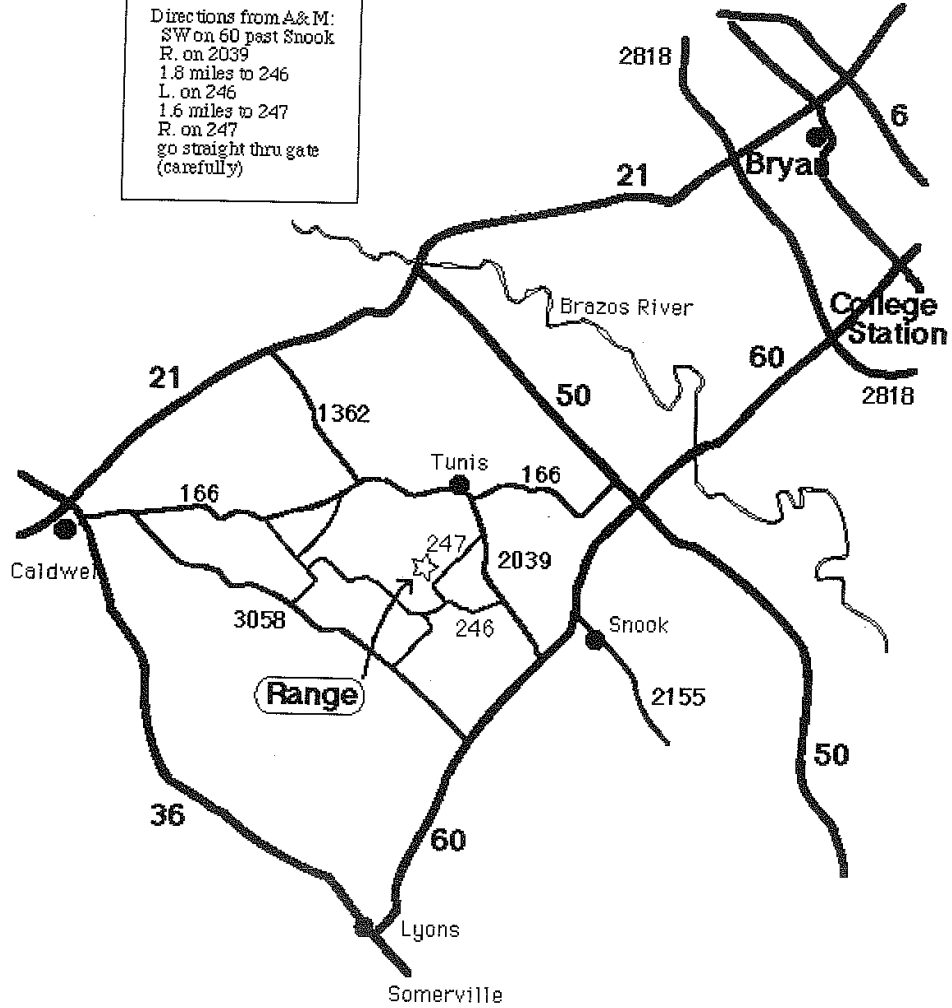 Directions from A&M:
SW on 60 past Snook
R. on 2039
1.8 miles to 246
L. on 246
1.6 miles to 247
R. on 247
go straight thru gate
(carefully)
2818
6
Bryan
21
Brazos River
College
Station
60
2818
21
50
1362
Tunis
166
166
247
2039
Caldwell
3058
246
Snook
Range
2155
50
36
60
Lyons
Somerville